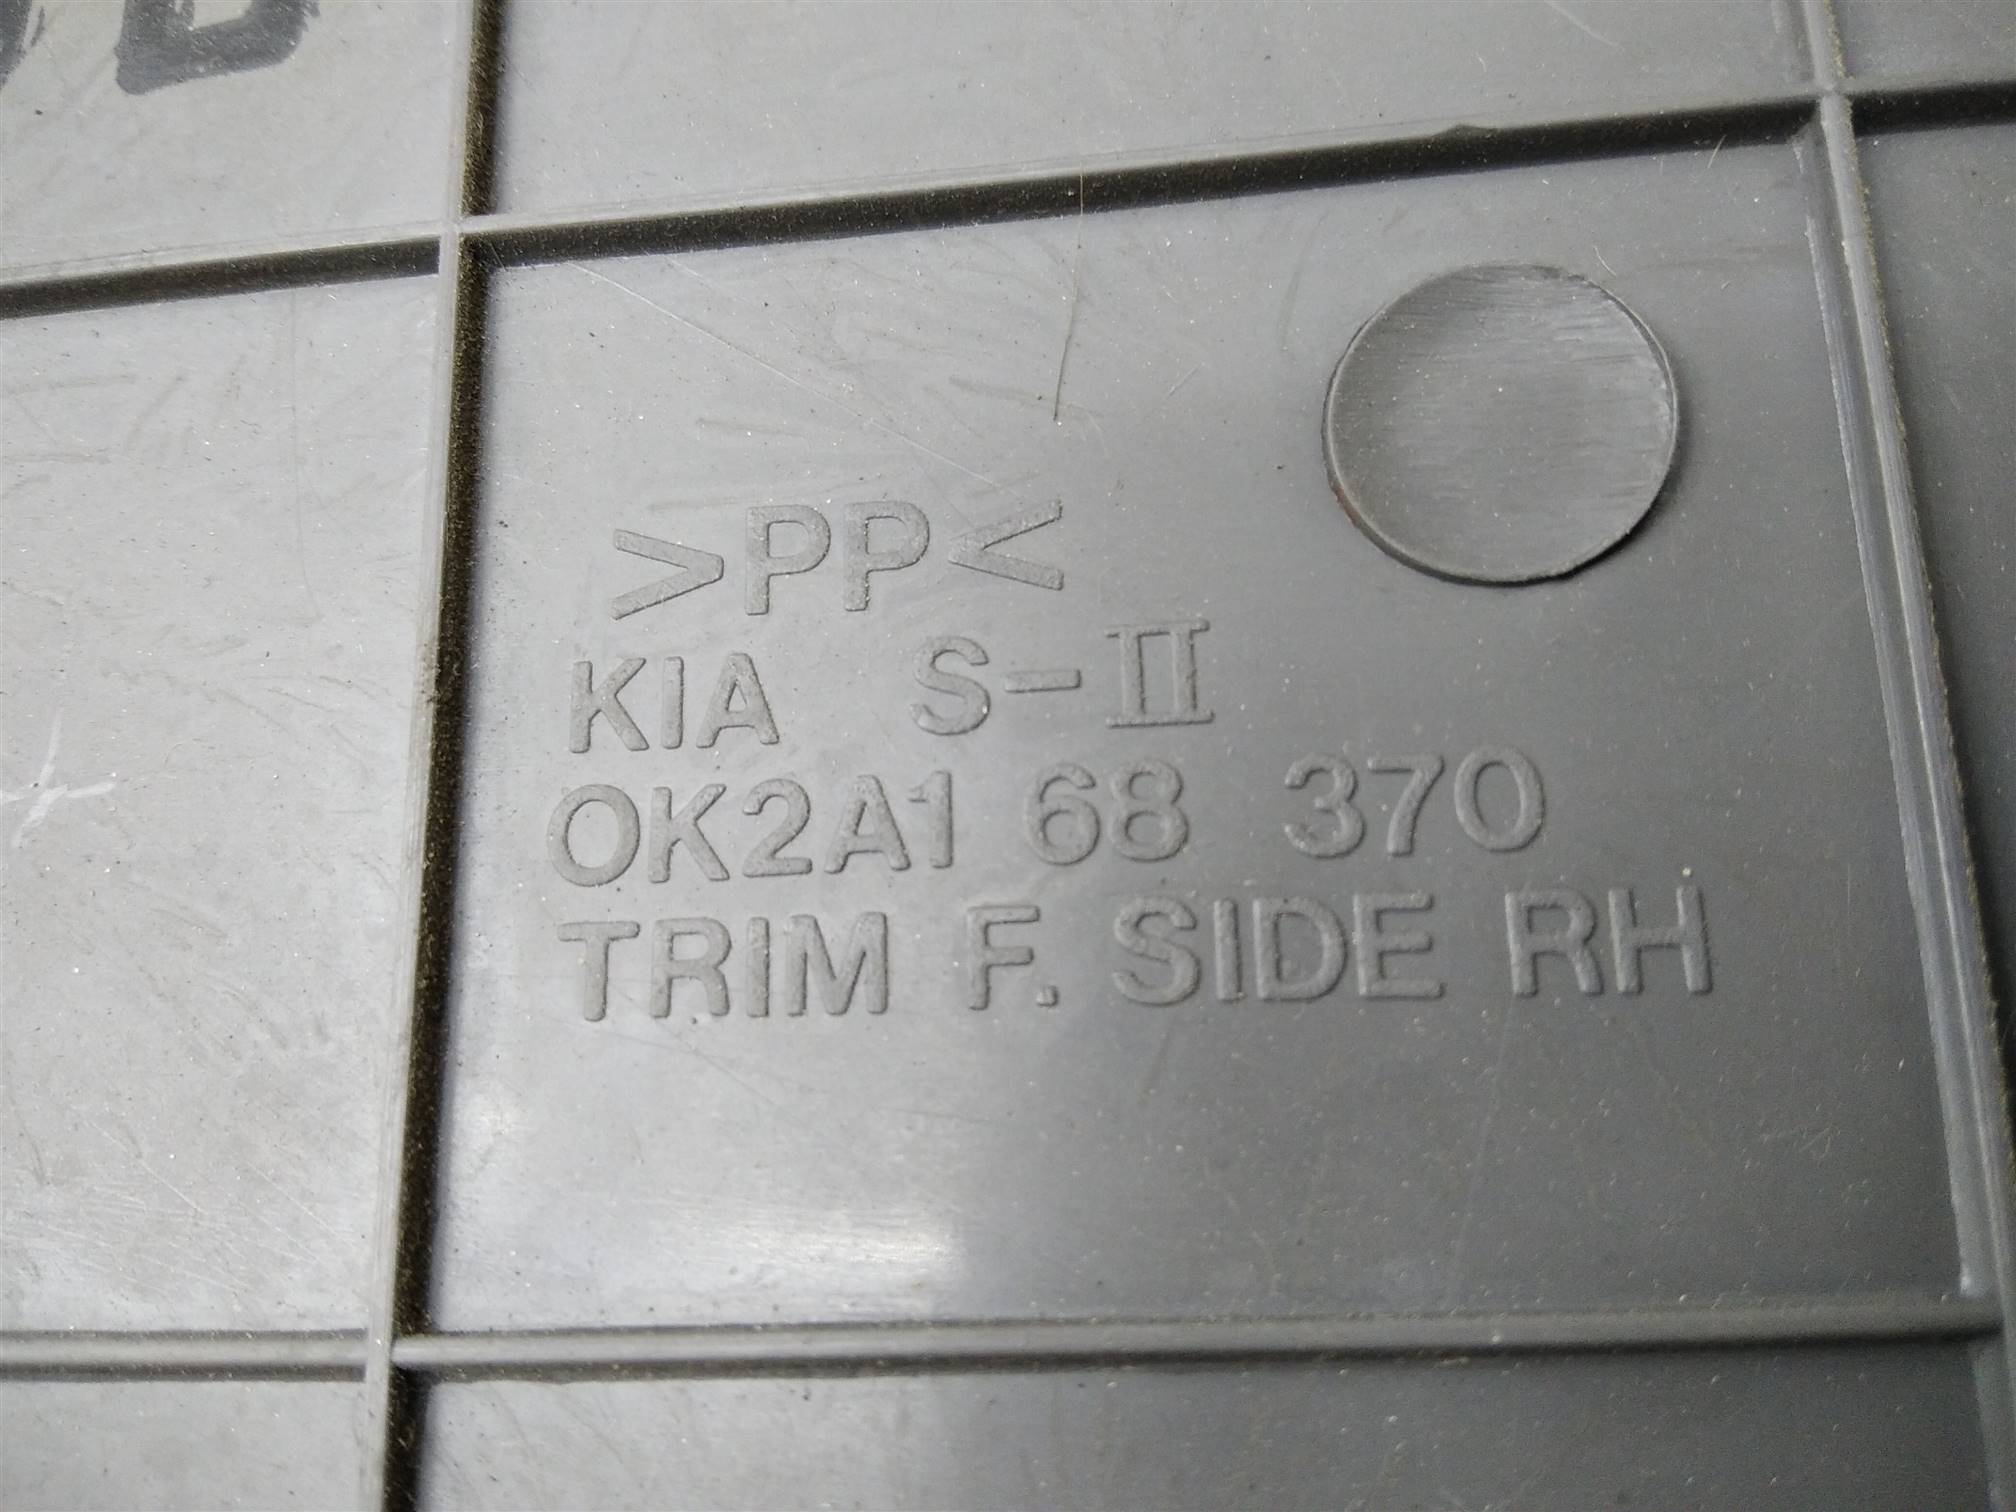 >PP<
KIA S-II
OK2A1 68 370
TRIM F. SIDE RH